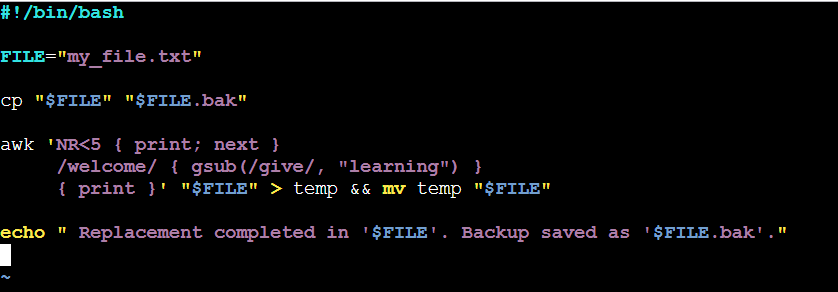 #!/bin/bash
FILE="my_file.txt"
cp "$FILE" "$FILE.bak"
awk 'NR<5 { print; next }
     /welcome/ { gsub(/give/, "learning") }
     { print }' "$FILE" > temp && mv temp "$FILE"
echo " Replacement completed in '$FILE'. Backup saved as '$FILE.bak'."
~